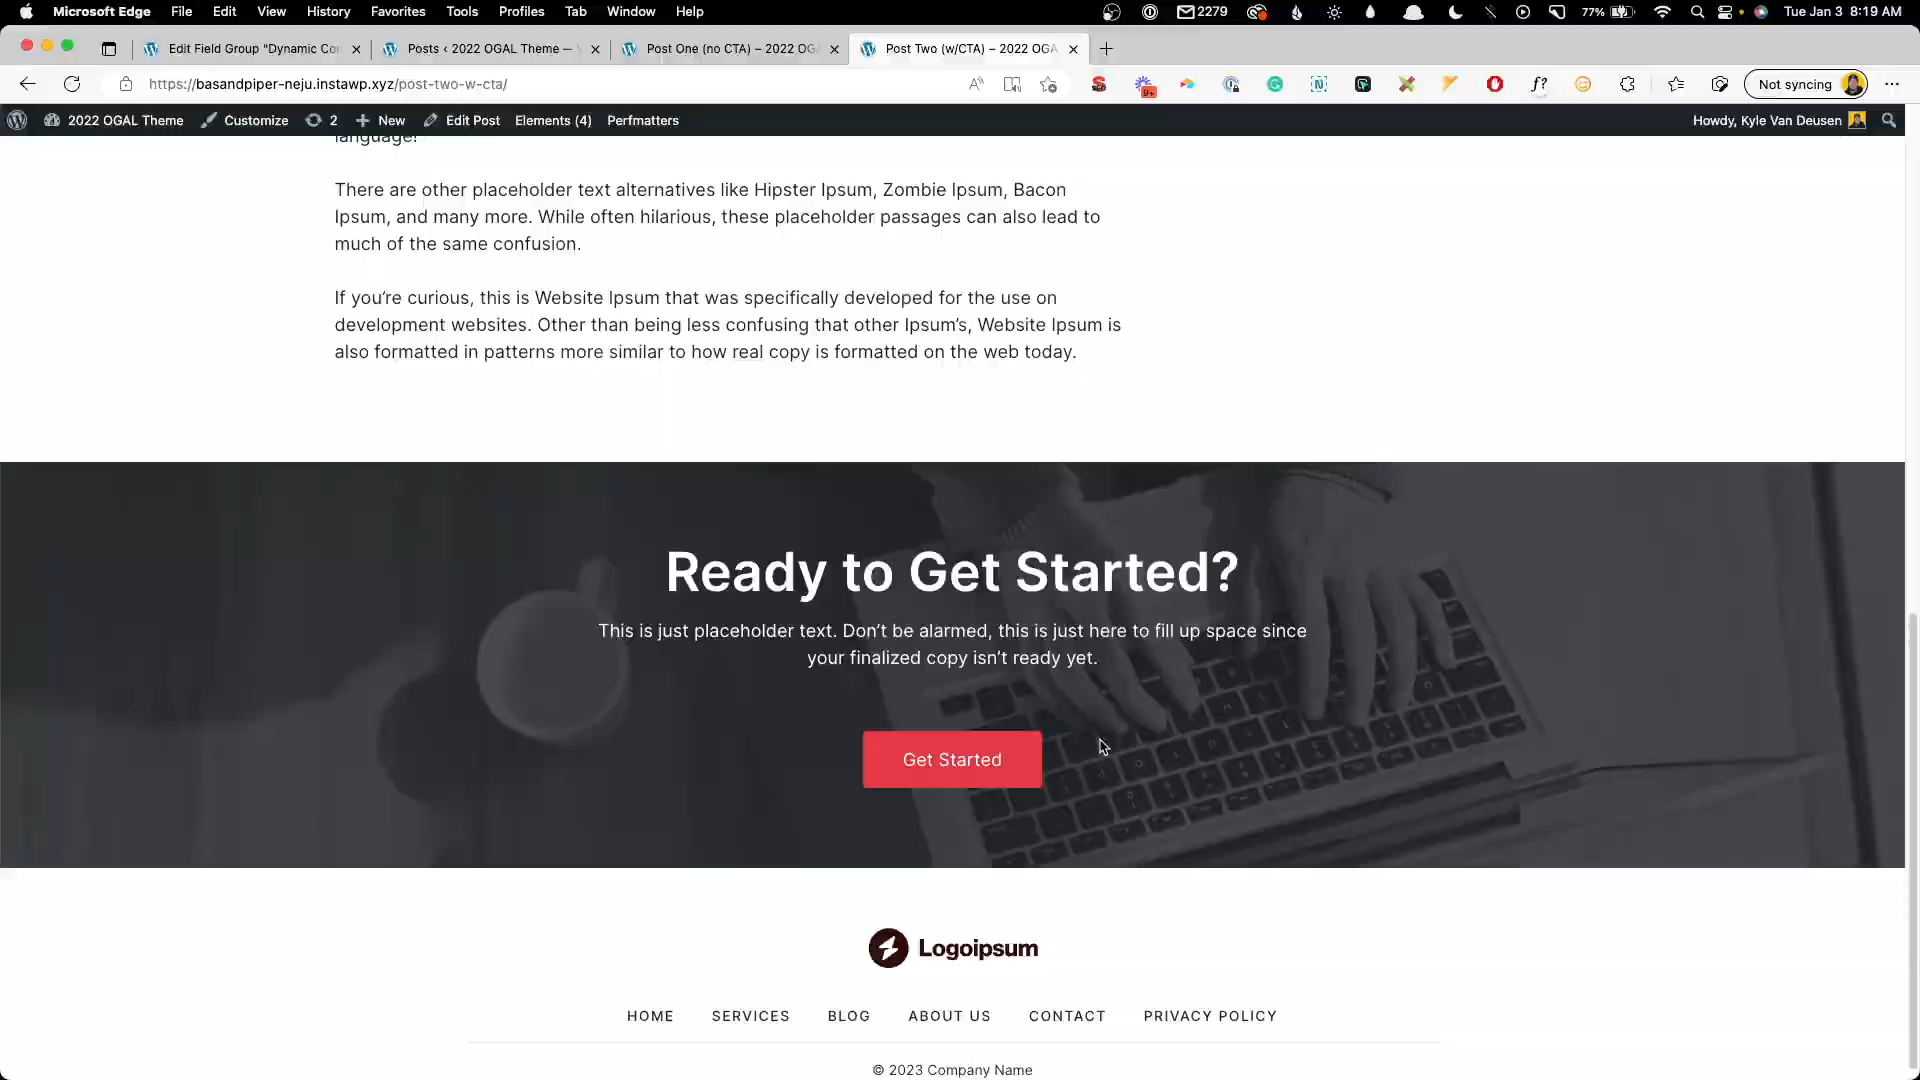 Microsoft Edge File Edit View History Favorites Tools Profiles Tab Window Help 2279 77% Tue Jan 3 8:19 AM
Edit Field Group "Dynamic Co Posts ‹ 2022 OGAL Theme — Post One (no CTA) – 2022 OG Post Two (w/CTA) – 2022 OGA
https://basandpiper-neju.instawp.xyz/post-two-w-cta/ 9+ f? Not syncing
2022 OGAL Theme Customize 2 New Edit Post Elements (4) Perfmatters Howdy, Kyle Van Deusen
language!
There are other placeholder text alternatives like Hipster Ipsum, Zombie Ipsum, Bacon
Ipsum, and many more. While often hilarious, these placeholder passages can also lead to
much of the same confusion.
If you’re curious, this is Website Ipsum that was specifically developed for the use on
development websites. Other than being less confusing that other Ipsum’s, Website Ipsum is
also formatted in patterns more similar to how real copy is formatted on the web today.
Ready to Get Started?
This is just placeholder text. Don’t be alarmed, this is just here to fill up space since
your finalized copy isn’t ready yet.
Get Started
Logoipsum
HOME SERVICES BLOG ABOUT US CONTACT PRIVACY POLICY
© 2023 Company Name